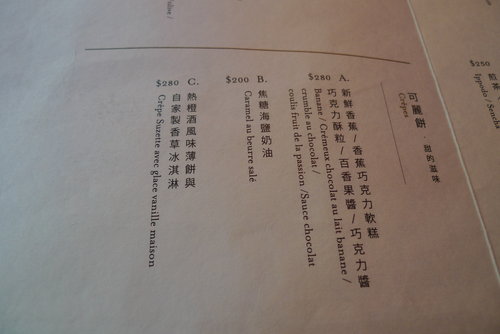 $250
煎茶
Ippodo / Sencha
可麗餅．甜的滋味
Crêpes
A.
$280
新鮮香蕉/香蕉巧克力軟糕
巧克力酥粒/百香果醬/巧克力醬
Banane / Crémeux chocolat au lait banane /
crumble au chocolat /
coulis fruit de la passion /Sauce chocolat
B.
$200
焦糖海鹽奶油
Caramel au beurre salé
C.
$280
熱橙酒風味薄餅與
自家製香草冰淇淋
Crêpe Suzette avec glace vanille maison